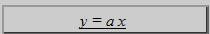 y = a x